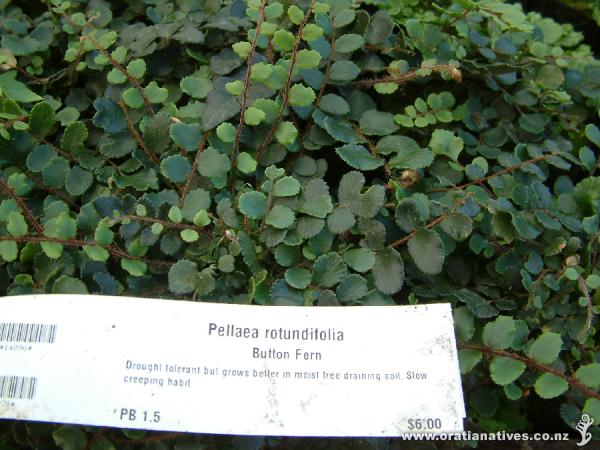 Pellaea rotundifolia
Button Fern
Drought tolerant but grows better in moist free draining soil. Slow
creeping habit
*14096*
PB 1.5
$6.00
www.oratianatives.co.nz